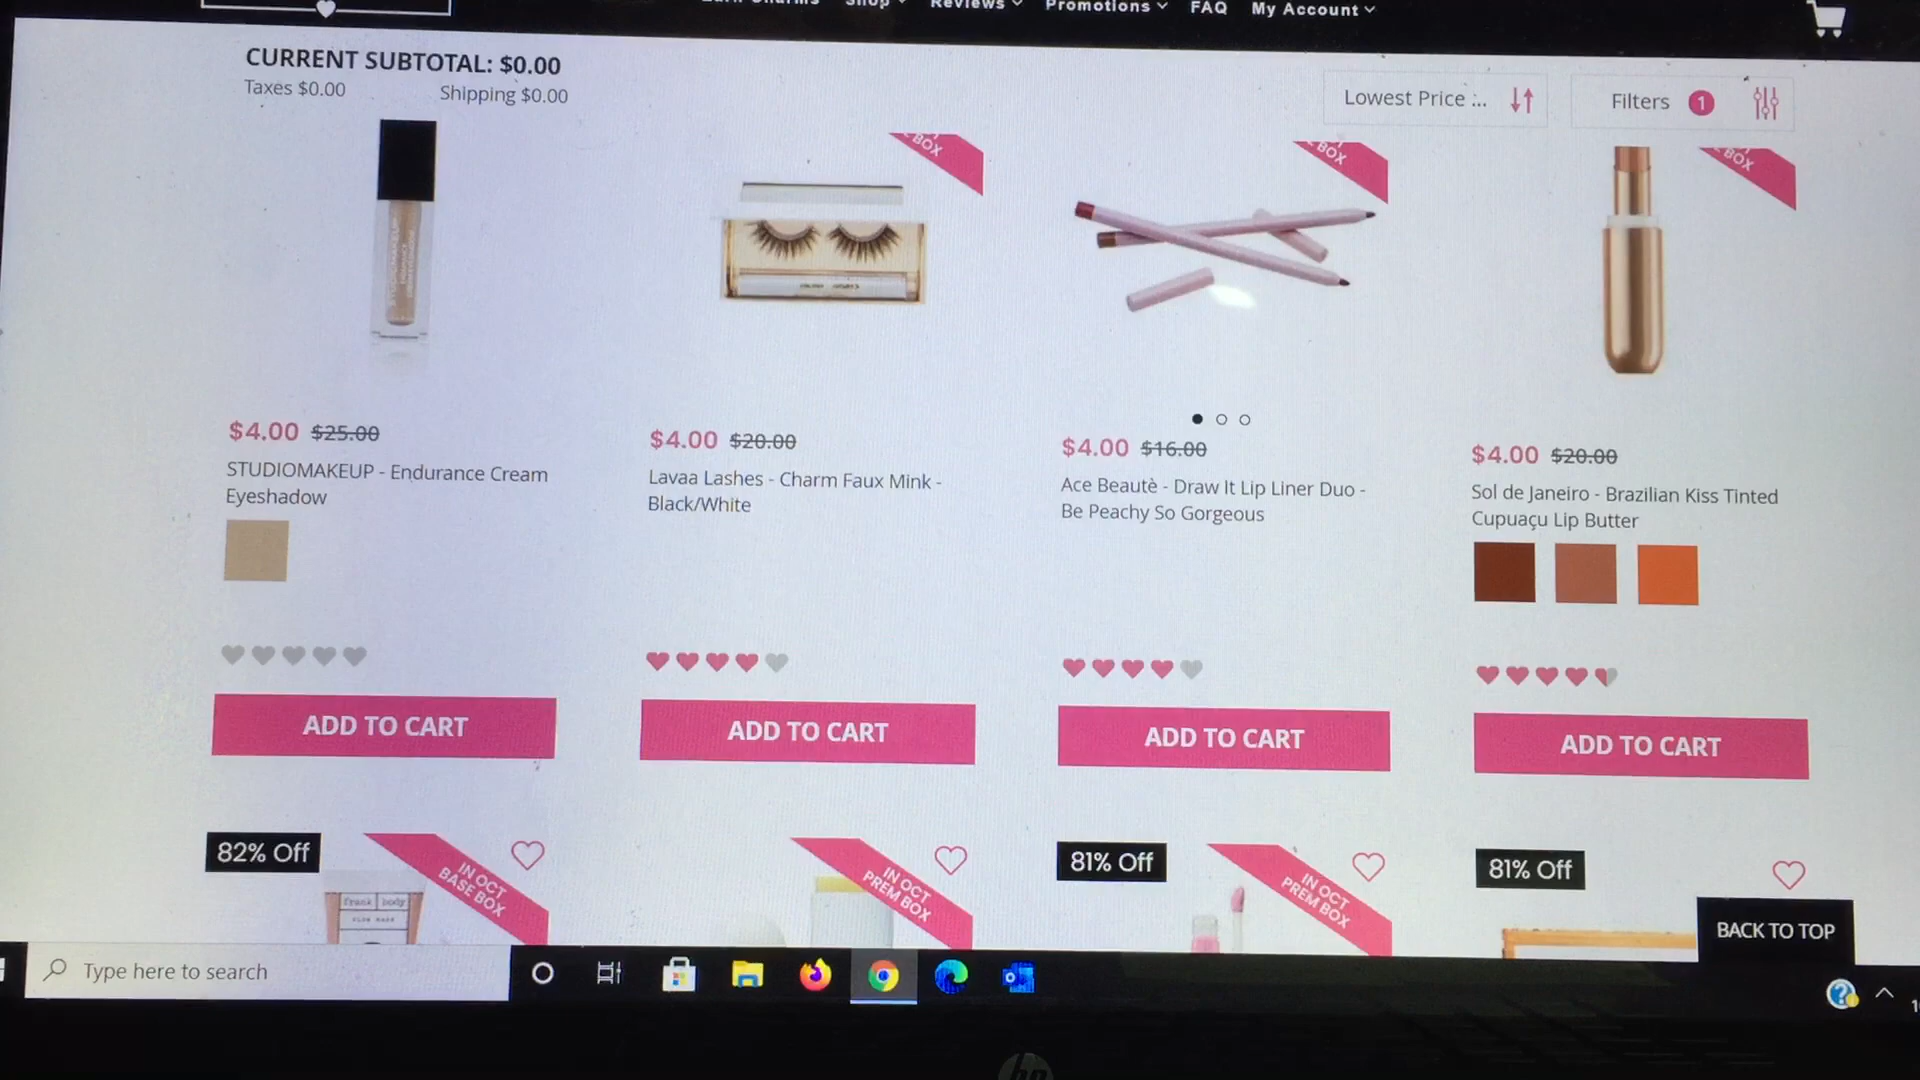 Shop
Reviews
Promotions
FAQ
My Account
CURRENT SUBTOTAL: $0.00
Taxes $0.00
Shipping $0.00
Lowest Price ...
Filters
1
BOX
BOX
BOX
$4.00 $25.00
STUDIOMAKEUP - Endurance Cream
Eyeshadow
$4.00 $20.00
Lavaa Lashes - Charm Faux Mink -
Black/White
$4.00 $16.00
Ace Beautè - Draw It Lip Liner Duo -
Be Peachy So Gorgeous
$4.00 $20.00
Sol de Janeiro - Brazilian Kiss Tinted
Cupuaçu Lip Butter
ADD TO CART
ADD TO CART
ADD TO CART
ADD TO CART
82% Off
IN OCT
BASE BOX
frank body
IN OCT
PREM BOX
81% Off
IN OCT
PREM BOX
81% Off
BACK TO TOP
Type here to search
hp